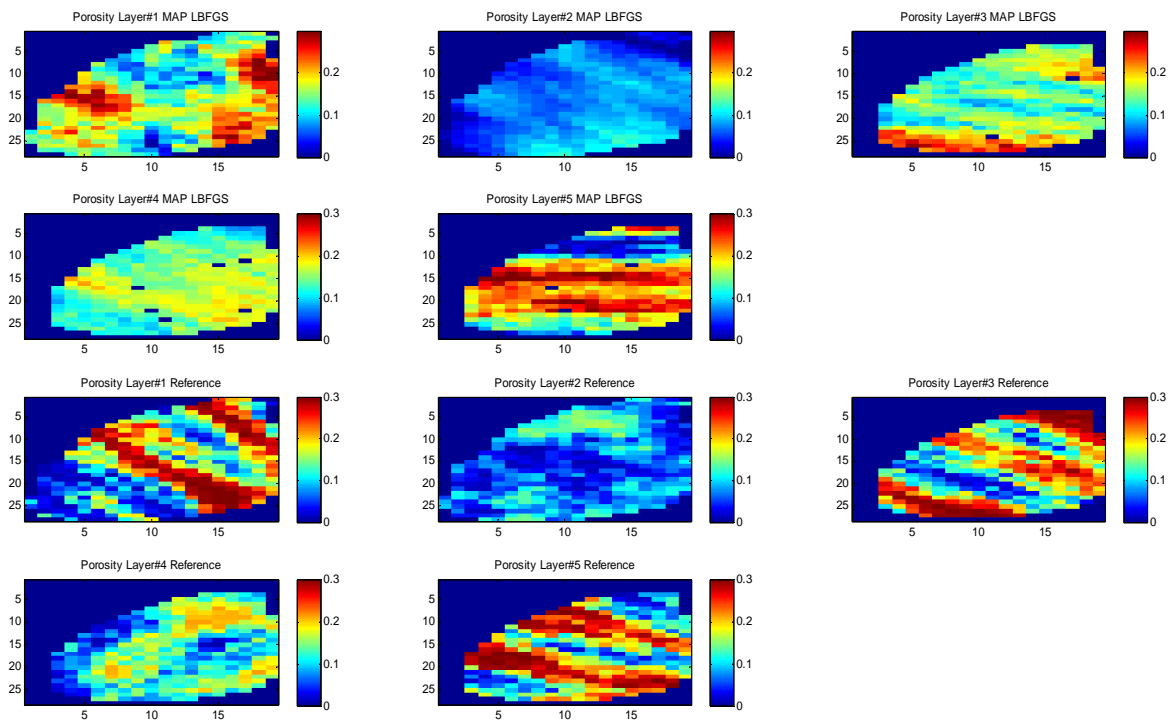 Porosity Layer#1 MAP LBFGS Porosity Layer#2 MAP LBFGS Porosity Layer#3 MAP LBFGS
5 5 5
0.2 0.2 0.2
10 10 10
15 15 15
0.1 0.1 0.1
20 20 20
25 25 25
0 0 0
5 10 15 5 10 15 5 10 15
Porosity Layer#4 MAP LBFGS Porosity Layer#5 MAP LBFGS
0.3 0.3
5 5
0.2 0.2
10 10
15 15
0.1 0.1
20 20
25 25
0 0
5 10 15 5 10 15
Porosity Layer#1 Reference Porosity Layer#2 Reference Porosity Layer#3 Reference
0.3 0.3 0.3
5 5 5
0.2 0.2 0.2
10 10 10
15 15 15
0.1 0.1 0.1
20 20 20
25 25 25
0 0 0
5 10 15 5 10 15 5 10 15
Porosity Layer#4 Reference Porosity Layer#5 Reference
0.3 0.3
5 5
0.2 0.2
10 10
15 15
0.1 0.1
20 20
25 25
0 0
5 10 15 5 10 15